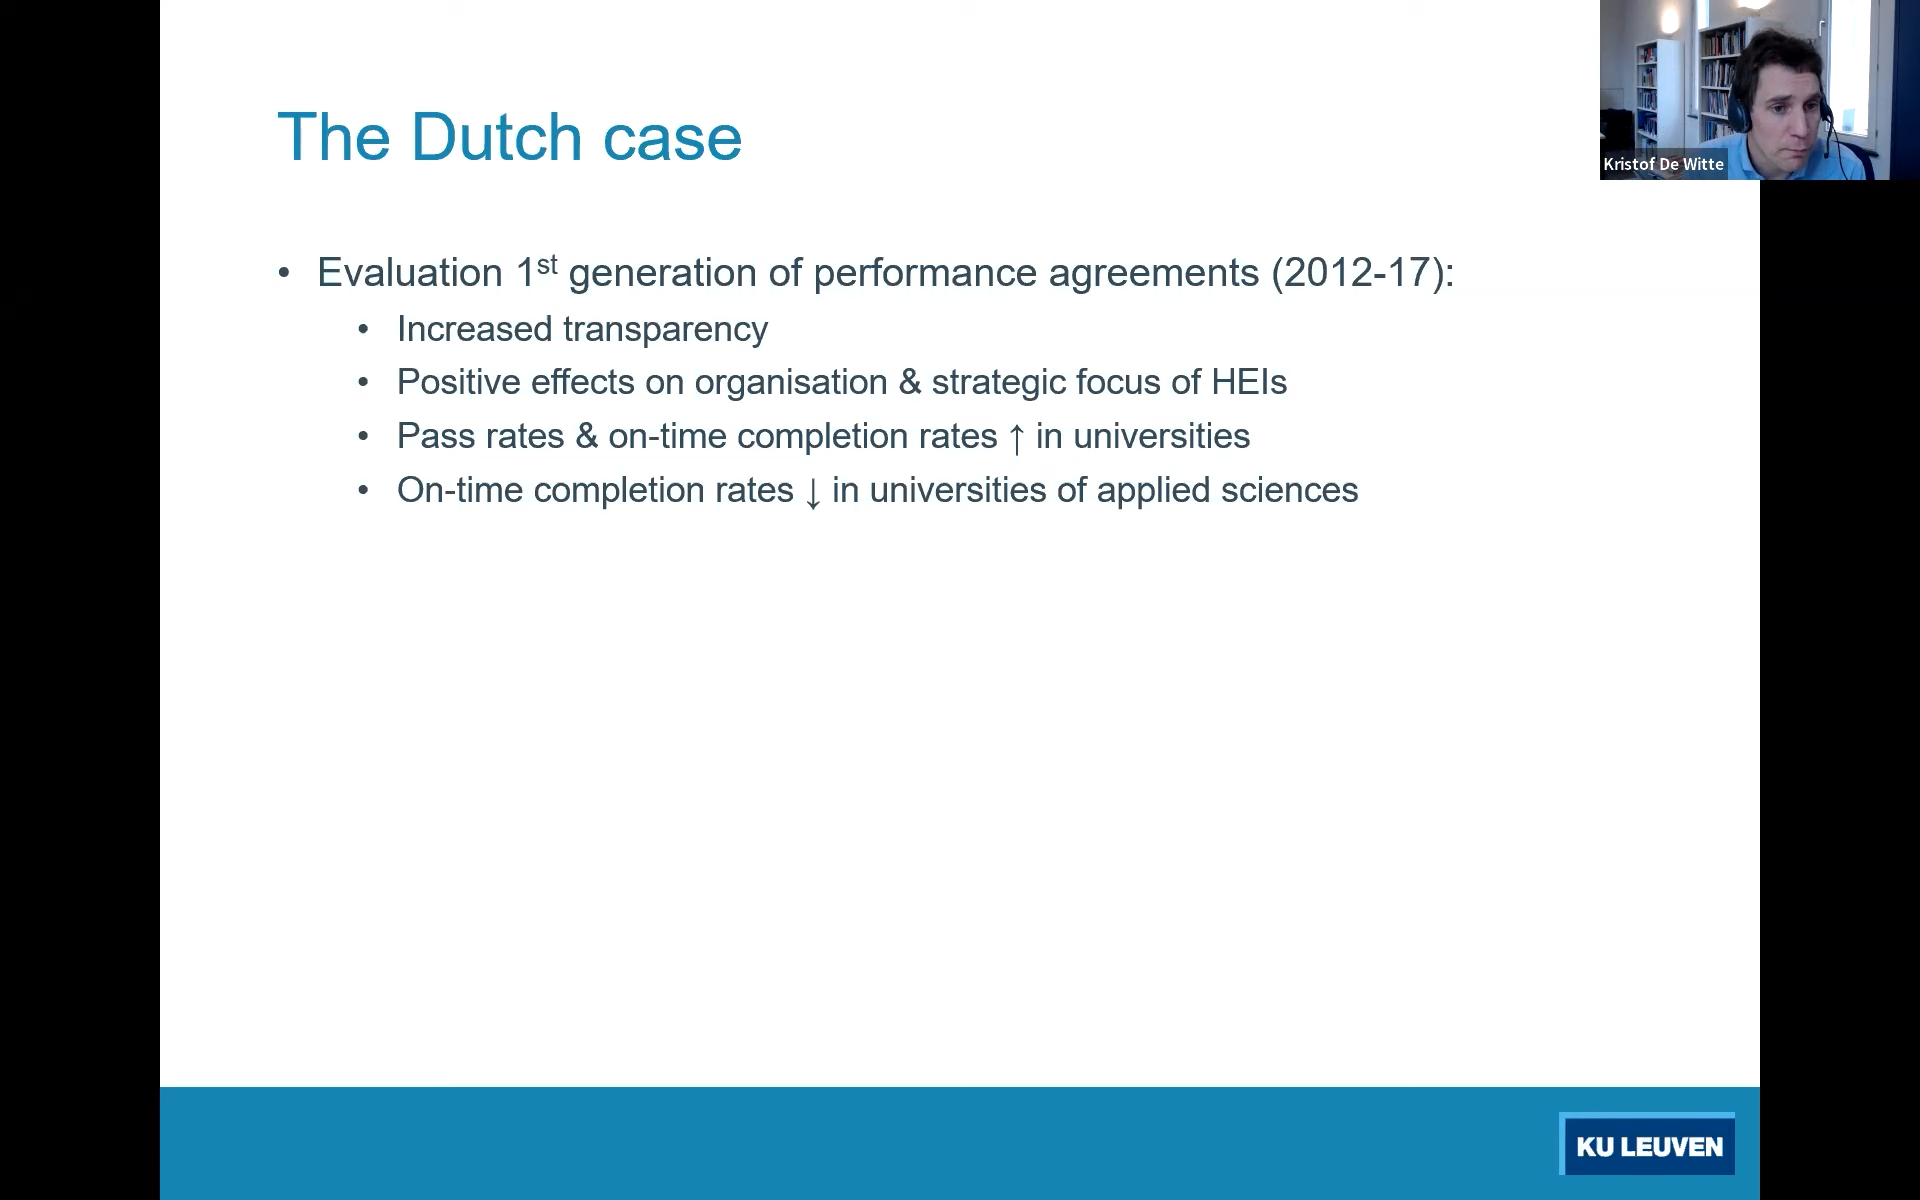 The Dutch case
Kristof De Witte
• Evaluation 1st generation of performance agreements (2012-17):
• Increased transparency
• Positive effects on organisation & strategic focus of HEIs
• Pass rates & on-time completion rates ↑ in universities
• On-time completion rates ↓ in universities of applied sciences
KU LEUVEN